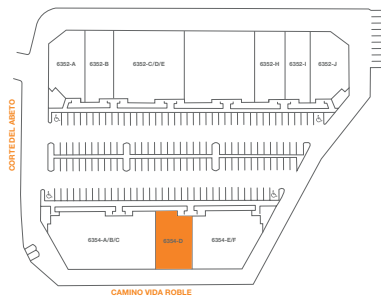 6352-A
6352-B
6352-C/D/E
6352-H
6352-I
6352-J
CORTE DEL ABETO
6354-A/B/C
6354-D
6354-E/F
CAMINO VIDA ROBLE